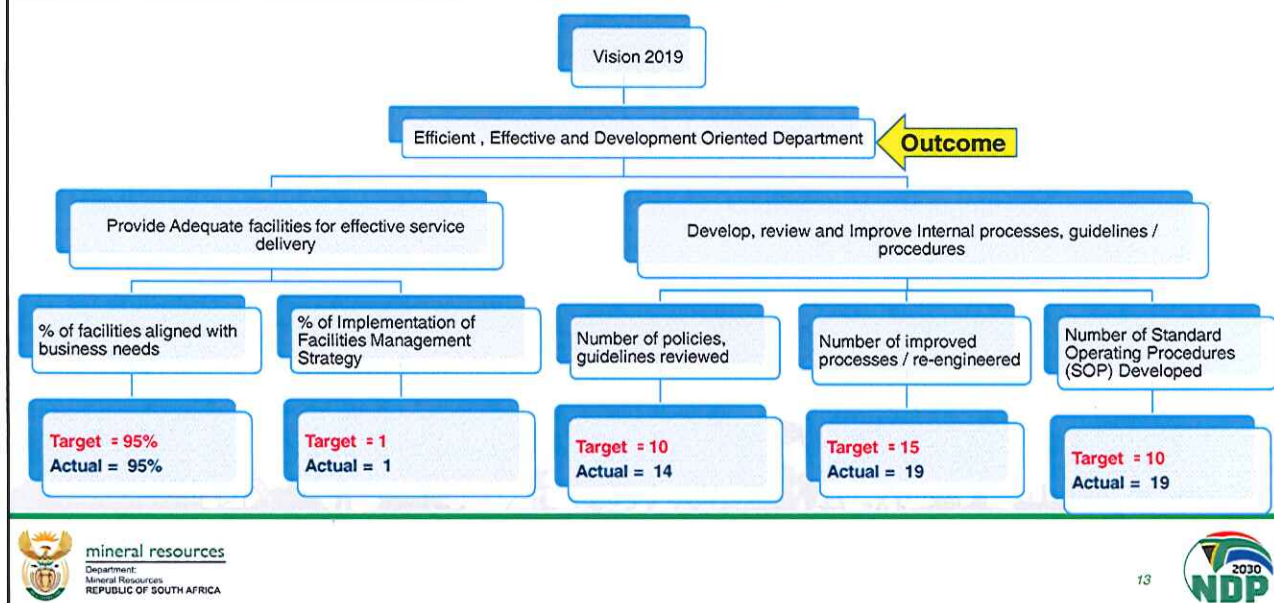 Vision 2019
Efficient , Effective and Development Oriented Department
Outcome
Provide Adequate facilities for effective service
delivery
Develop, review and Improve Internal processes, guidelines /
procedures
% of facilities aligned with
business needs
% of Implementation of
Facilities Management
Strategy
Number of policies,
guidelines reviewed
Number of improved
processes / re-engineered
Number of Standard
Operating Procedures
(SOP) Developed
Target = 95%
Actual = 95%
Target = 1
Actual = 1
Target = 10
Actual = 14
Target = 15
Actual = 19
Target = 10
Actual = 19
mineral resources
Department:
Mineral Resources
REPUBLIC OF SOUTH AFRICA
13
2030
NDP